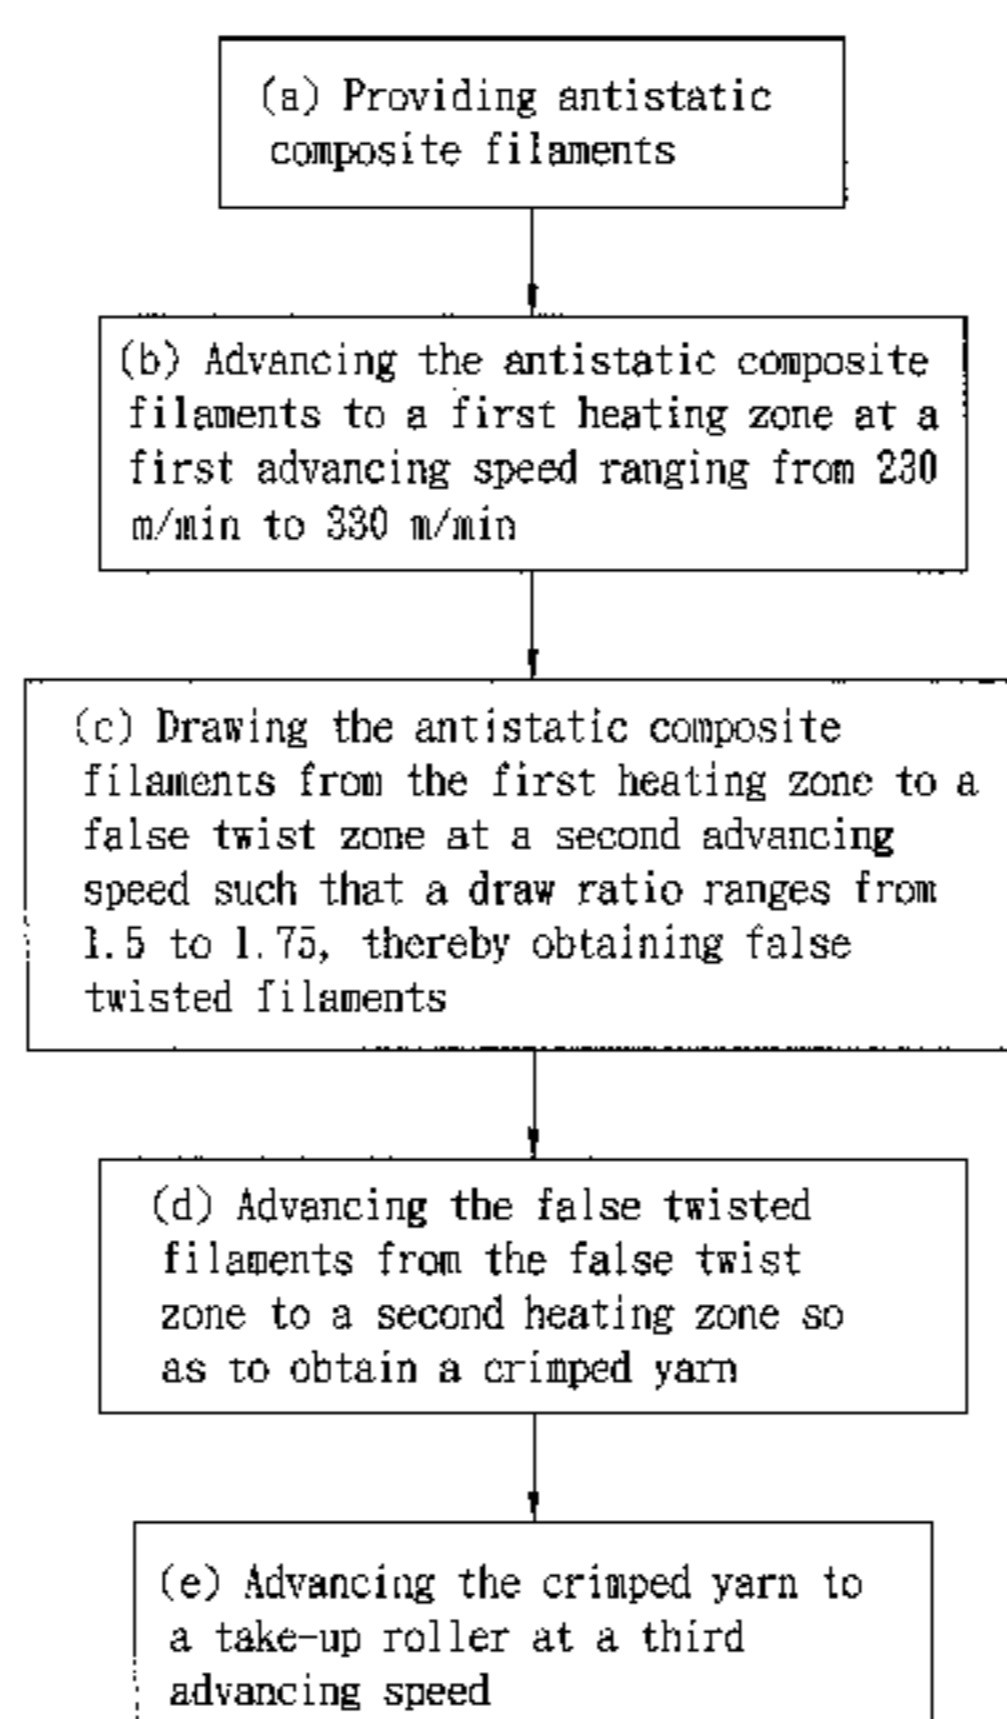 (a) Providing antistatic
composite filaments
(b) Advancing the antistatic composite
filaments to a first heating zone at a
first advancing speed ranging from 230
m/min to 330 m/min
(c) Drawing the antistatic composite
filaments from the first heating zone to a
false twist zone at a second advancing
speed such that a draw ratio ranges from
1.5 to 1.75, thereby obtaining false
twisted filaments
(d) Advancing the false twisted
filaments from the false twist
zone to a second heating zone so
as to obtain a crimped yarn
(e) Advancing the crimped yarn to
a take-up roller at a third
advancing speed